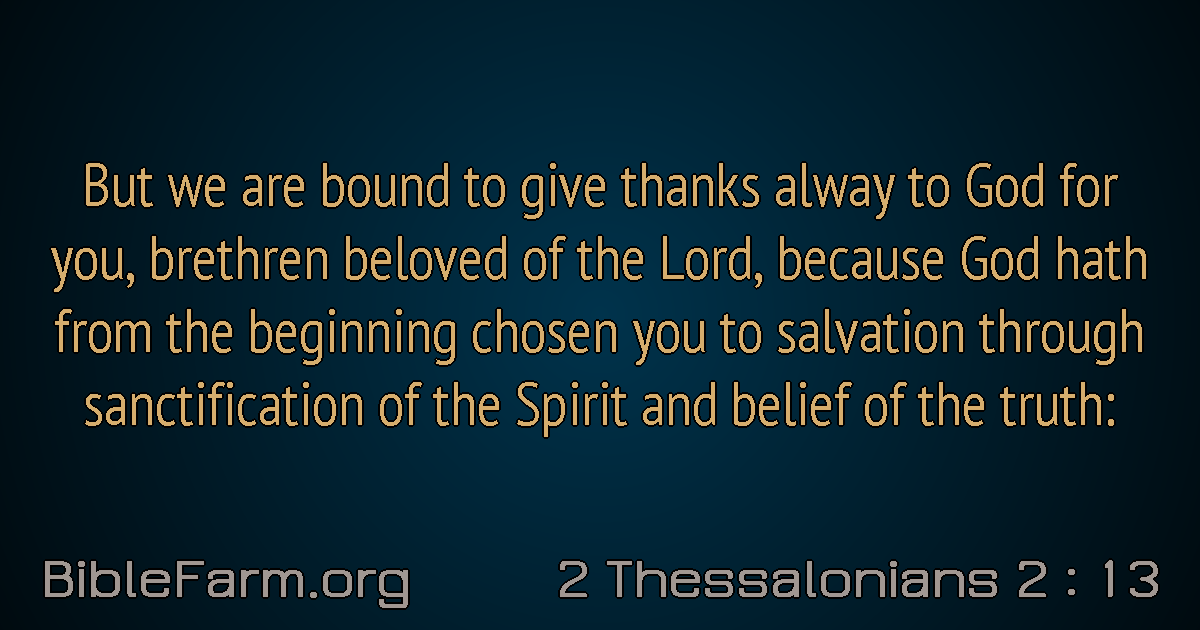 But we are bound to give thanks alway to God for
you, brethren beloved of the Lord, because God hath
from the beginning chosen you to salvation through
sanctification of the Spirit and belief of the truth:
BibleFarm.org
2 Thessalonians 2 : 13